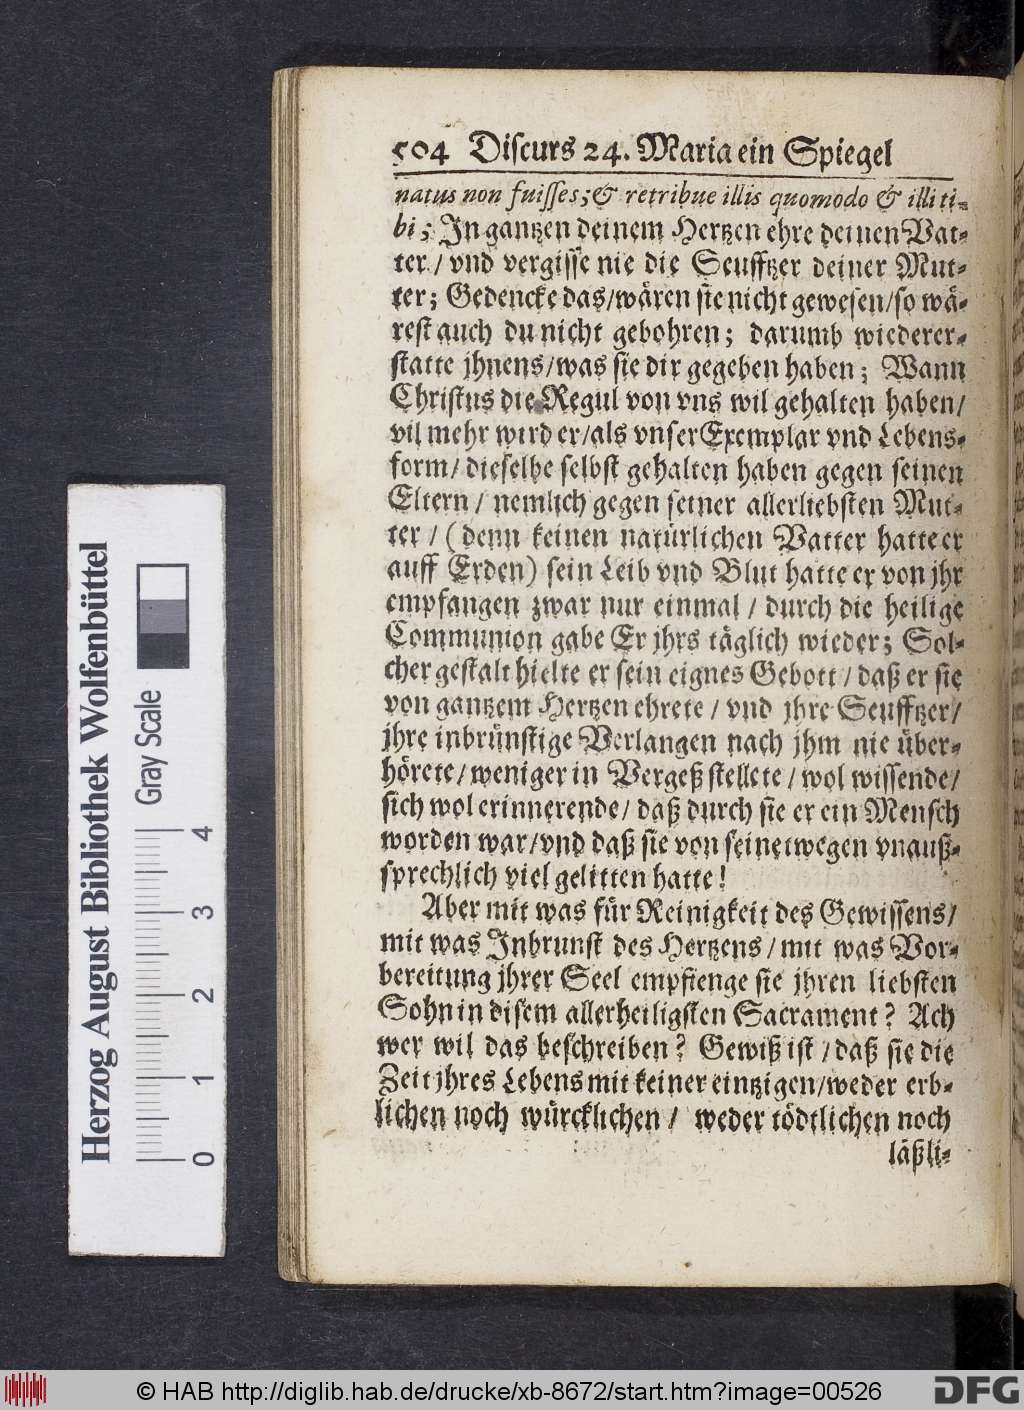 504 Discurs 24. Maria ein Spiegel
natus non fuisses; & retribue illis quomodo & illi ti-
bi; In gantzen deinem Hertzen ehre deinen Vat-
ter / vnd vergisse nie die Seufftzer deiner Mut-
ter; Gedencke das/wären sie nicht gewesen/so wä-
rest auch du nicht gebohren; darumb wiederer-
statte jhnens/was sie dir gegeben haben; Wann
Christus die Regul von vns wil gehalten haben/
vil mehr wird er/als vnser Exemplar vnd Lebens-
form/ dieselbe selbst gehalten haben gegen seinen
Eltern / nemlich gegen seiner allerliebsten Mut-
ter / (denn keinen natürlichen Vatter hatte er
auff Erden) sein Leib vnd Blut hatte er von jhr
empfangen zwar nur einmal / durch die heilige
Communion gabe Er jhrs täglich wieder; Sol-
cher gestalt hielte er sein eignes Gebott / daß er sie
von gantzem Hertzen ehrete / vnd jhre Seufftzer/
jhre inbrünstige Verlangen nach jhm nie über-
hörete/weniger in Vergeß stellete / wol wissende/
sich wol erinnerende/ daß durch sie er ein Mensch
worden war/vnd daß sie von seinetwegen vnauß-
sprechlich viel gelitten hatte!
Aber mit was für Reinigkeit des Gewissens/
mit was Inbrunst des Hertzens / mit was Vor-
bereitung jhrer Seel empfienge sie jhren liebsten
Sohn in disem allerheiligsten Sacrament? Ach
wer wil das beschreiben? Gewiß ist / daß sie die
Zeit jhres Lebens mit keiner eintzigen/weder erb-
lichen noch würcklichen / weder tödtlichen noch
läßli-
Herzog August Bibliothek Wolfenbüttel
Gray Scale
0 1 2 3 4
© HAB http://diglib.hab.de/drucke/xb-8672/start.htm?image=00526
DFG